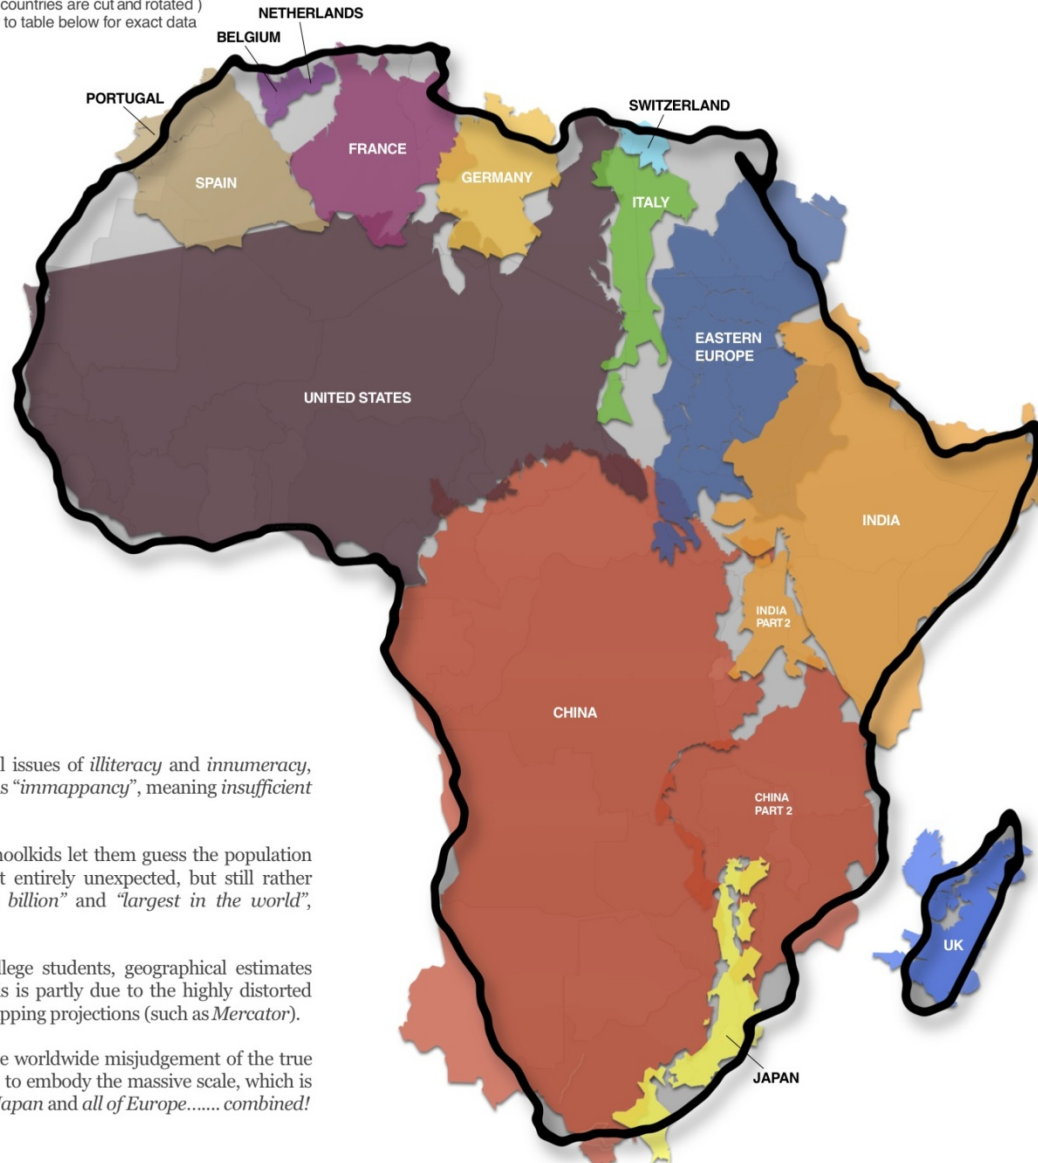 countries are cut and rotated )
to table below for exact data
NETHERLANDS
BELGIUM
PORTUGAL
SWITZERLAND
FRANCE
SPAIN
GERMANY
ITALY
EASTERN
EUROPE
UNITED STATES
INDIA
INDIA
PART 2
CHINA
CHINA
PART 2
UK
JAPAN
l issues of illiteracy and innumeracy,
s “immappancy”, meaning insufficient
hoolkids let them guess the population
t entirely unexpected, but still rather
billion” and “largest in the world”,
llege students, geographical estimates
s is partly due to the highly distorted
pping projections (such as Mercator).
e worldwide misjudgement of the true
to embody the massive scale, which is
Japan and all of Europe....... combined!